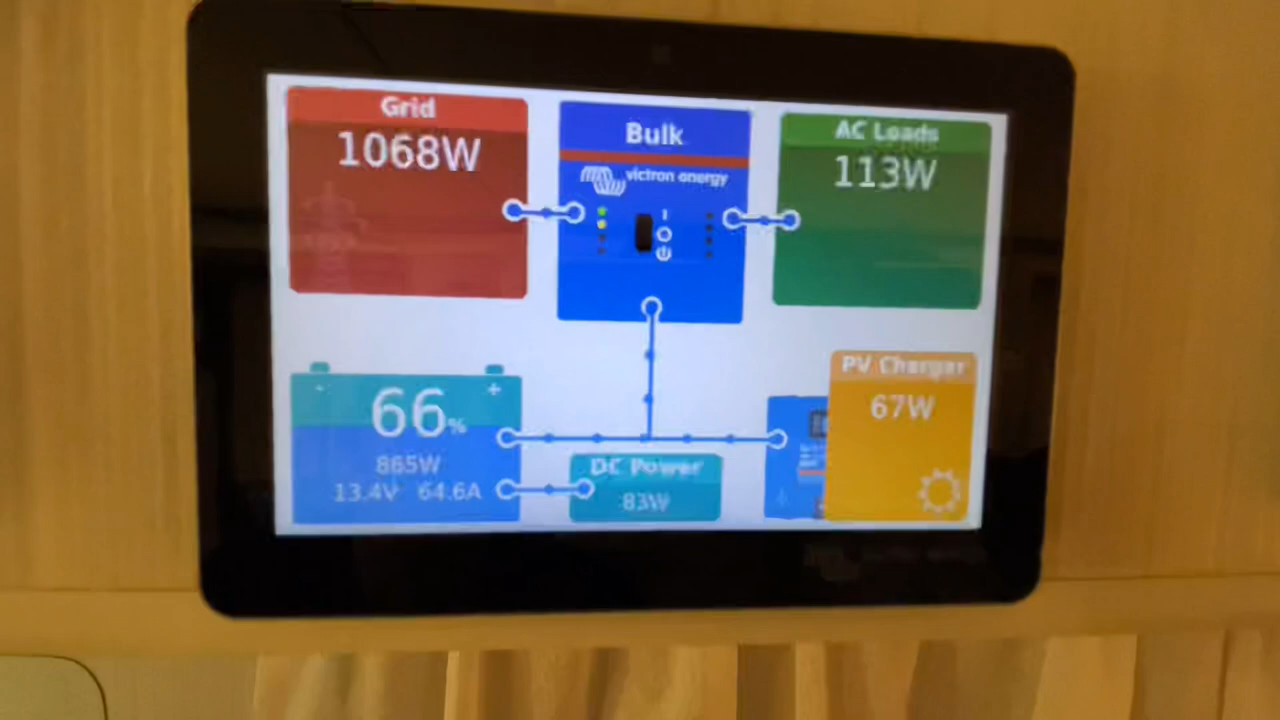 Grid
1068W
Bulk
victron energy
I
AC Loads
113W
- +
66%
865W
13.4V 64.6A
DC Power
83W
PV Charger
67W